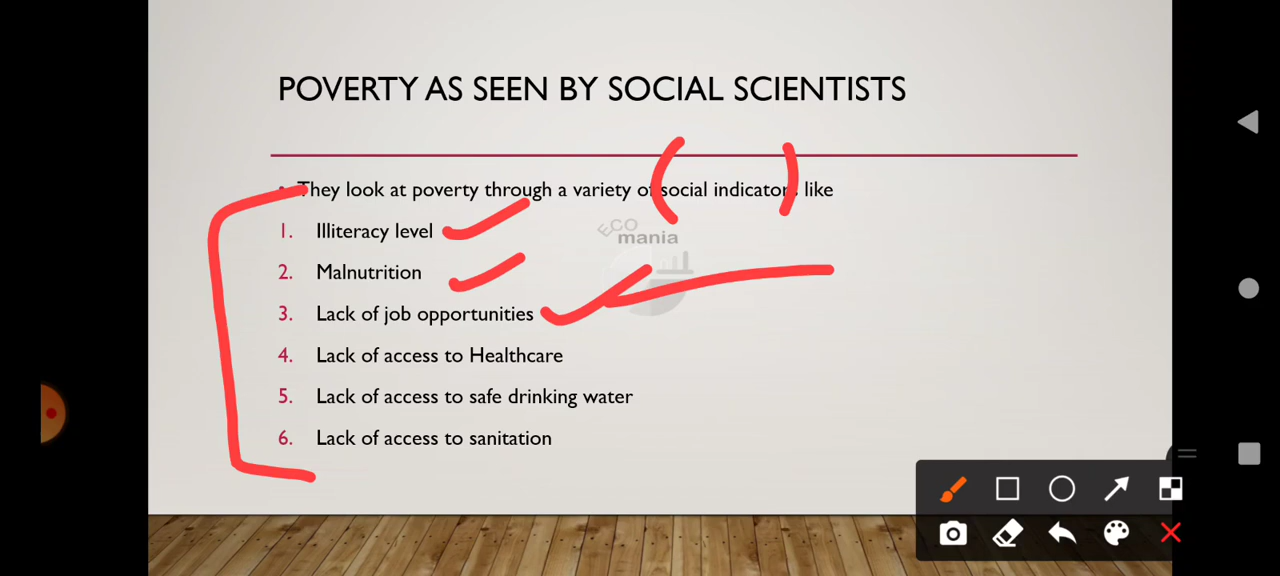 POVERTY AS SEEN BY SOCIAL SCIENTISTS
• They look at poverty through a variety of social indicators like
1. Illiteracy level
ECO
mania
2. Malnutrition
3. Lack of job opportunities
4. Lack of access to Healthcare
5. Lack of access to safe drinking water
6. Lack of access to sanitation